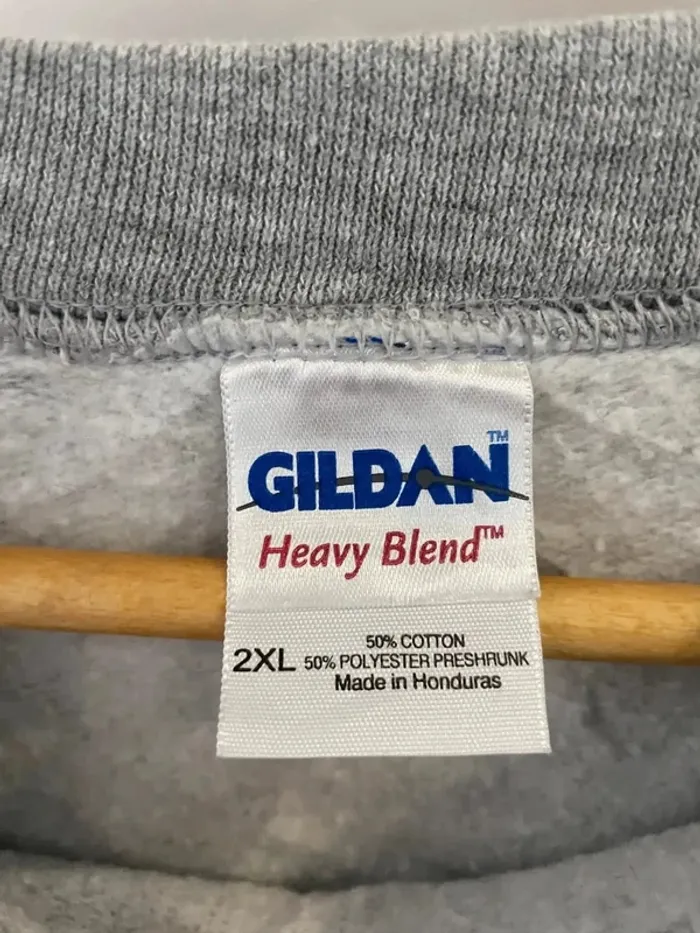 GILDAN™
Heavy Blend™
50% COTTON
2XL 50% POLYESTER PRESHRUNK
Made in Honduras